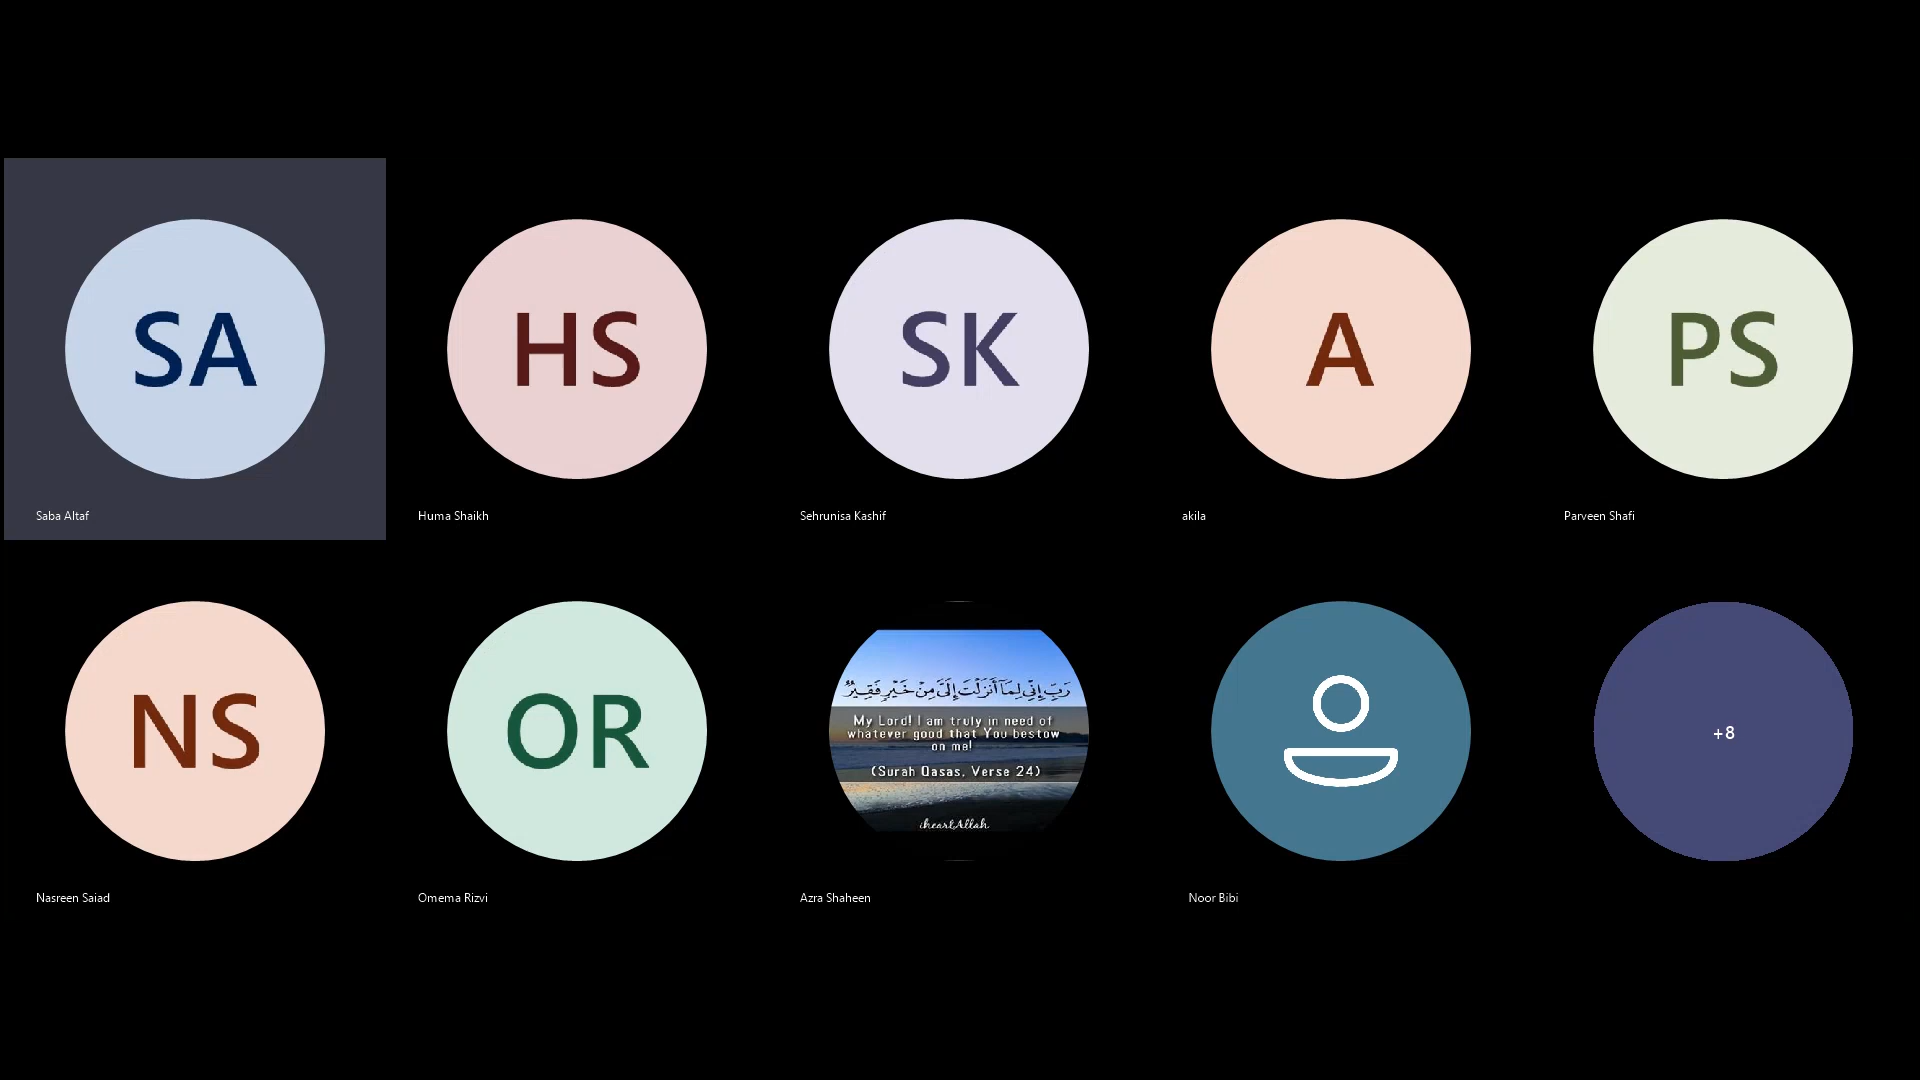 SA
HS
SK
A
PS
Saba Altaf
Huma Shaikh
Sehrunisa Kashif
akila
Parveen Shafi
NS
OR
رَبِّ إِنِّي لِمَا أَنزَلْتَ إِلَيَّ مِنْ خَيْرٍ فَقِيرٌ
My Lord! I am truly in need of
whatever good that You bestow
on me!
(Surah Qasas, Verse 24)
iheartAllah
+8
Nasreen Saiad
Omema Rizvi
Azra Shaheen
Noor Bibi